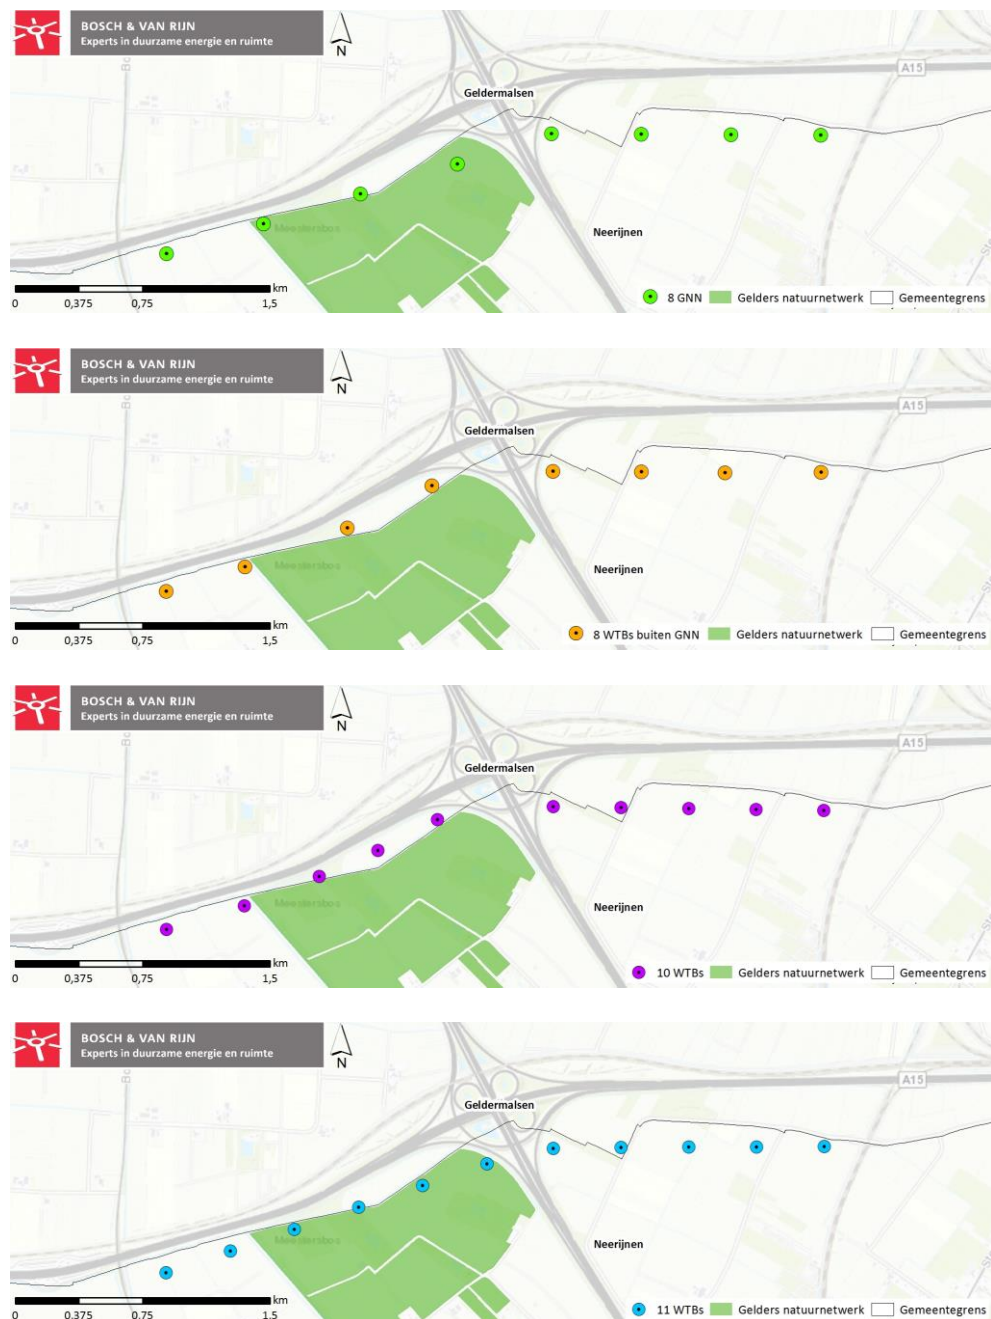 BOSCH & VAN RIJN
Experts in duurzame energie en ruimte
N
A15
Geldermalsen
Meestersbos
Neerijnen
km
0 0,375 0,75 1,5
8 GNN Gelders natuurnetwerk Gemeentegrens
BOSCH & VAN RIJN
Experts in duurzame energie en ruimte
N
A15
Geldermalsen
Meestersbos
Neerijnen
km
0 0,375 0,75 1,5
8 WTBs buiten GNN Gelders natuurnetwerk Gemeentegrens
BOSCH & VAN RIJN
Experts in duurzame energie en ruimte
N
A15
Geldermalsen
Meestersbos
Neerijnen
km
0 0,375 0,75 1,5
10 WTBs Gelders natuurnetwerk Gemeentegrens
BOSCH & VAN RIJN
Experts in duurzame energie en ruimte
N
A15
Geldermalsen
Meestersbos
Neerijnen
km
0 0,375 0,75 1,5
11 WTBs Gelders natuurnetwerk Gemeentegrens